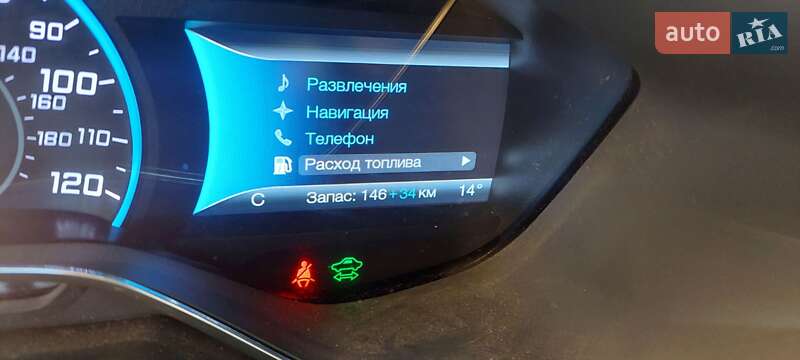 90
140
100
160
180 110
120
Развлечения
Навигация
Телефон
Расход топлива
С Запас: 146+34 км 14°
auto RIA
.com